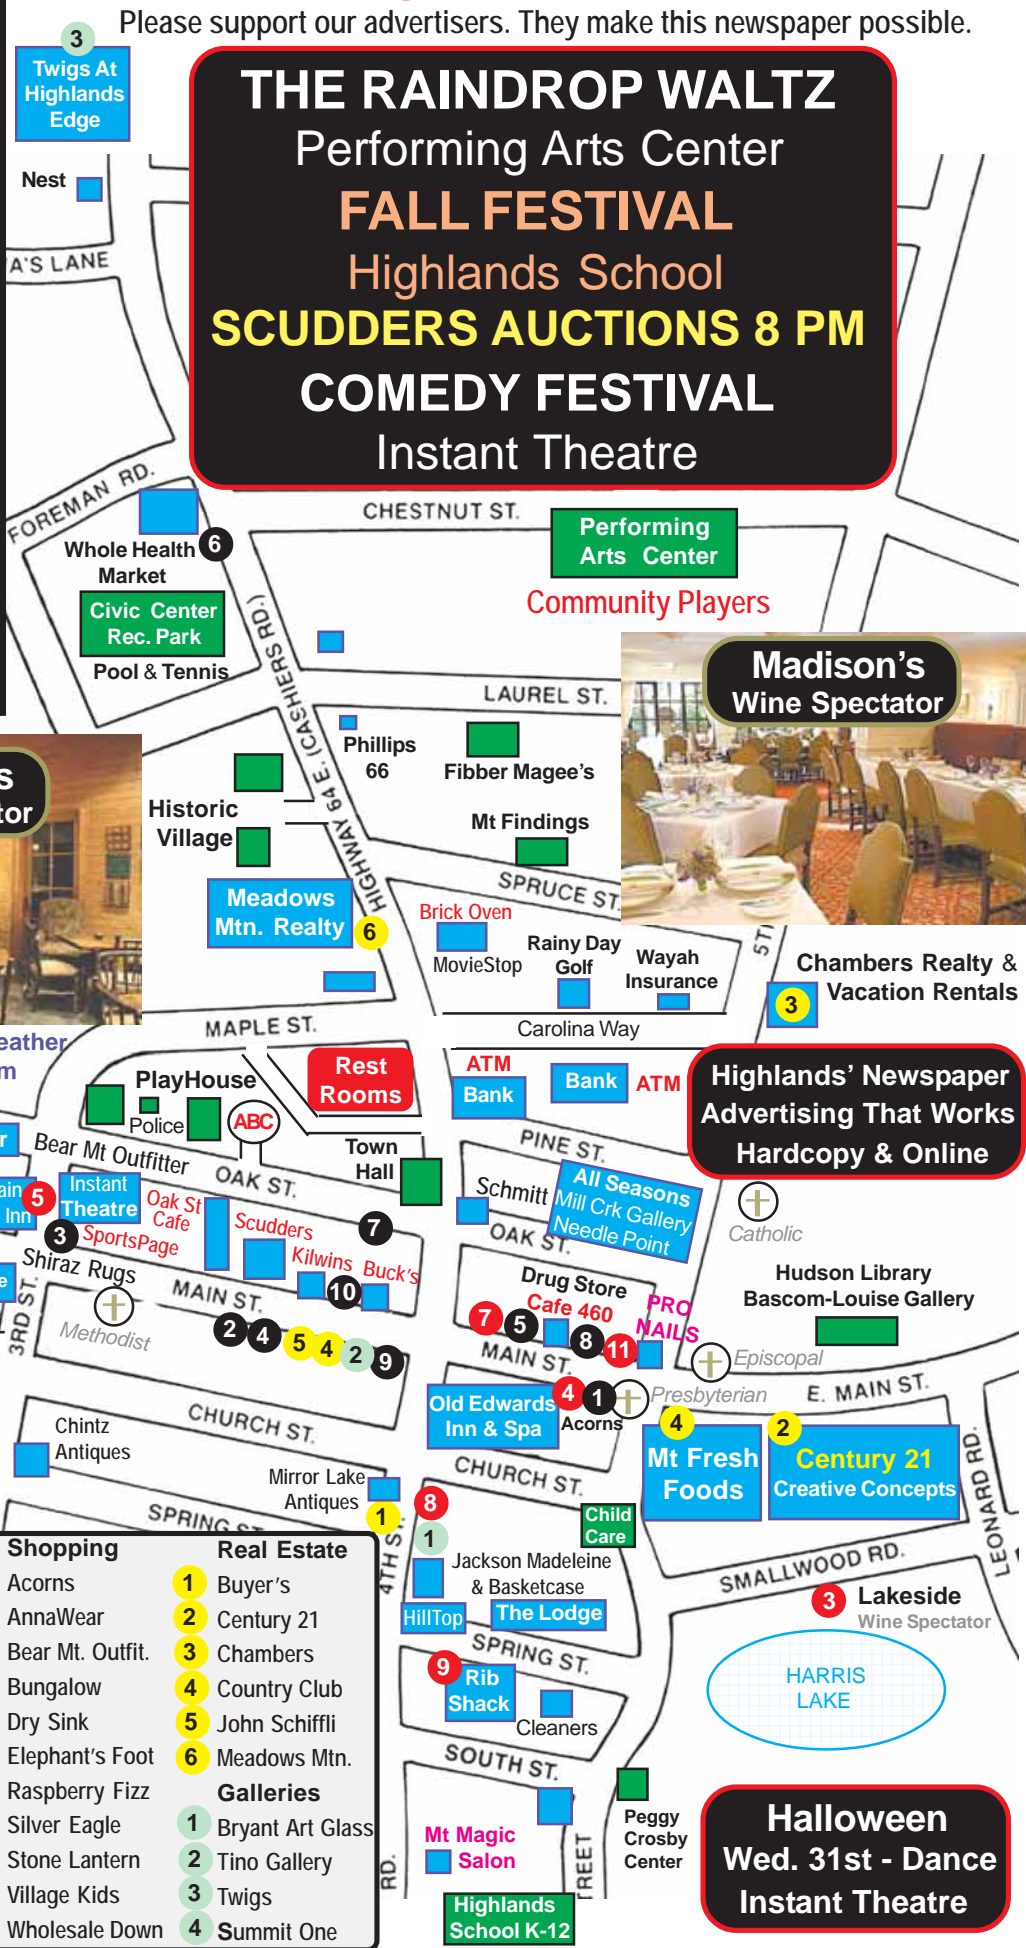 Please support our advertisers. They make this newspaper possible.
3
Twigs At
Highlands
Edge
THE RAINDROP WALTZ
Performing Arts Center
FALL FESTIVAL
Highlands School
SCUDDERS AUCTIONS 8 PM
COMEDY FESTIVAL
Instant Theatre
Nest
'A'S LANE
FOREMAN RD.
CHESTNUT ST.
Performing
Arts Center
Community Players
Whole Health
Market
6
Civic Center
Rec. Park
Pool & Tennis
HIGHWAY 64 E. (CASHIERS RD.)
LAUREL ST.
Madison's
Wine Spectator
Phillips
66
Fibber Magee's
s
tor
Historic
Village
Mt Findings
SPRUCE ST.
Meadows
Mtn. Realty
6
Brick Oven
MovieStop
Rainy Day
Golf
Wayah
Insurance
5TH
Chambers Realty &
Vacation Rentals
3
Carolina Way
MAPLE ST.
eather
m
PlayHouse
Police
ABC
Rest
Rooms
ATM
Bank
Bank
ATM
Highlands' Newspaper
Advertising That Works
Hardcopy & Online
Town
Hall
PINE ST.
r
Bear Mt Outfitter
OAK ST.
Schmitt
All Seasons
Mill Crk Gallery
Needle Point
Catholic
ain
Inn
5
Instant
Theatre
Oak St
Cafe
Scudders
7
OAK ST.
3
SportsPage
Kilwins
Buck's
10
Shiraz Rugs
e
3RD ST.
Methodist
MAIN ST.
2
4
5
4
2
9
Drug Store
Cafe 460
PRO
NAILS
7
5
8
11
MAIN ST.
Hudson Library
Bascom-Louise Gallery
Episcopal
Presbyterian
E. MAIN ST.
Old Edwards
Inn & Spa
4
1
Acorns
CHURCH ST.
Chintz
Antiques
CHURCH ST.
4
Mt Fresh
Foods
2
Century 21
Creative Concepts
LEONARD RD.
Mirror Lake
Antiques
1
8
1
4TH ST.
Child
Care
SPRING ST.
Jackson Madeleine
& Basketcase
HillTop
The Lodge
SMALLWOOD RD.
3
Lakeside
Wine Spectator
HARRIS
LAKE
SPRING ST.
9
Rib
Shack
Cleaners
SOUTH ST.
Shopping
Acorns
AnnaWear
Bear Mt. Outfit.
Bungalow
Dry Sink
Elephant's Foot
Raspberry Fizz
Silver Eagle
Stone Lantern
Village Kids
Wholesale Down
Real Estate
1 Buyer's
2 Century 21
3 Chambers
4 Country Club
5 John Schiffli
6 Meadows Mtn.
Galleries
1 Bryant Art Glass
2 Tino Gallery
3 Twigs
4 Summit One
RD.
Mt Magic
Salon
TREET
Peggy
Crosby
Center
Highlands
School K-12
Halloween
Wed. 31st - Dance
Instant Theatre